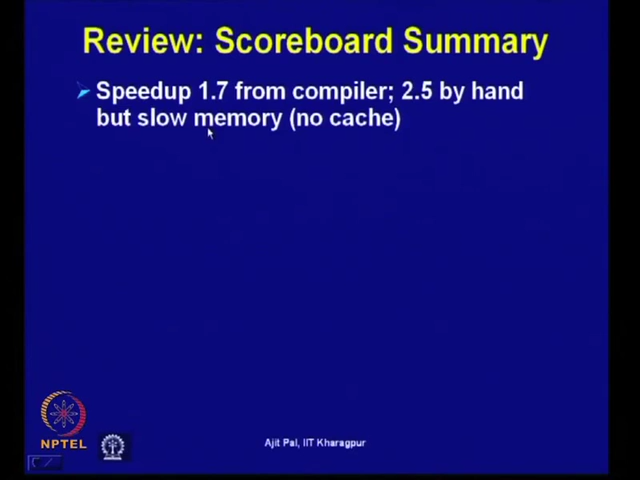 Review: Scoreboard Summary
Speedup 1.7 from compiler; 2.5 by hand
but slow memory (no cache)
NPTEL
Ajit Pal, IIT Kharagpur